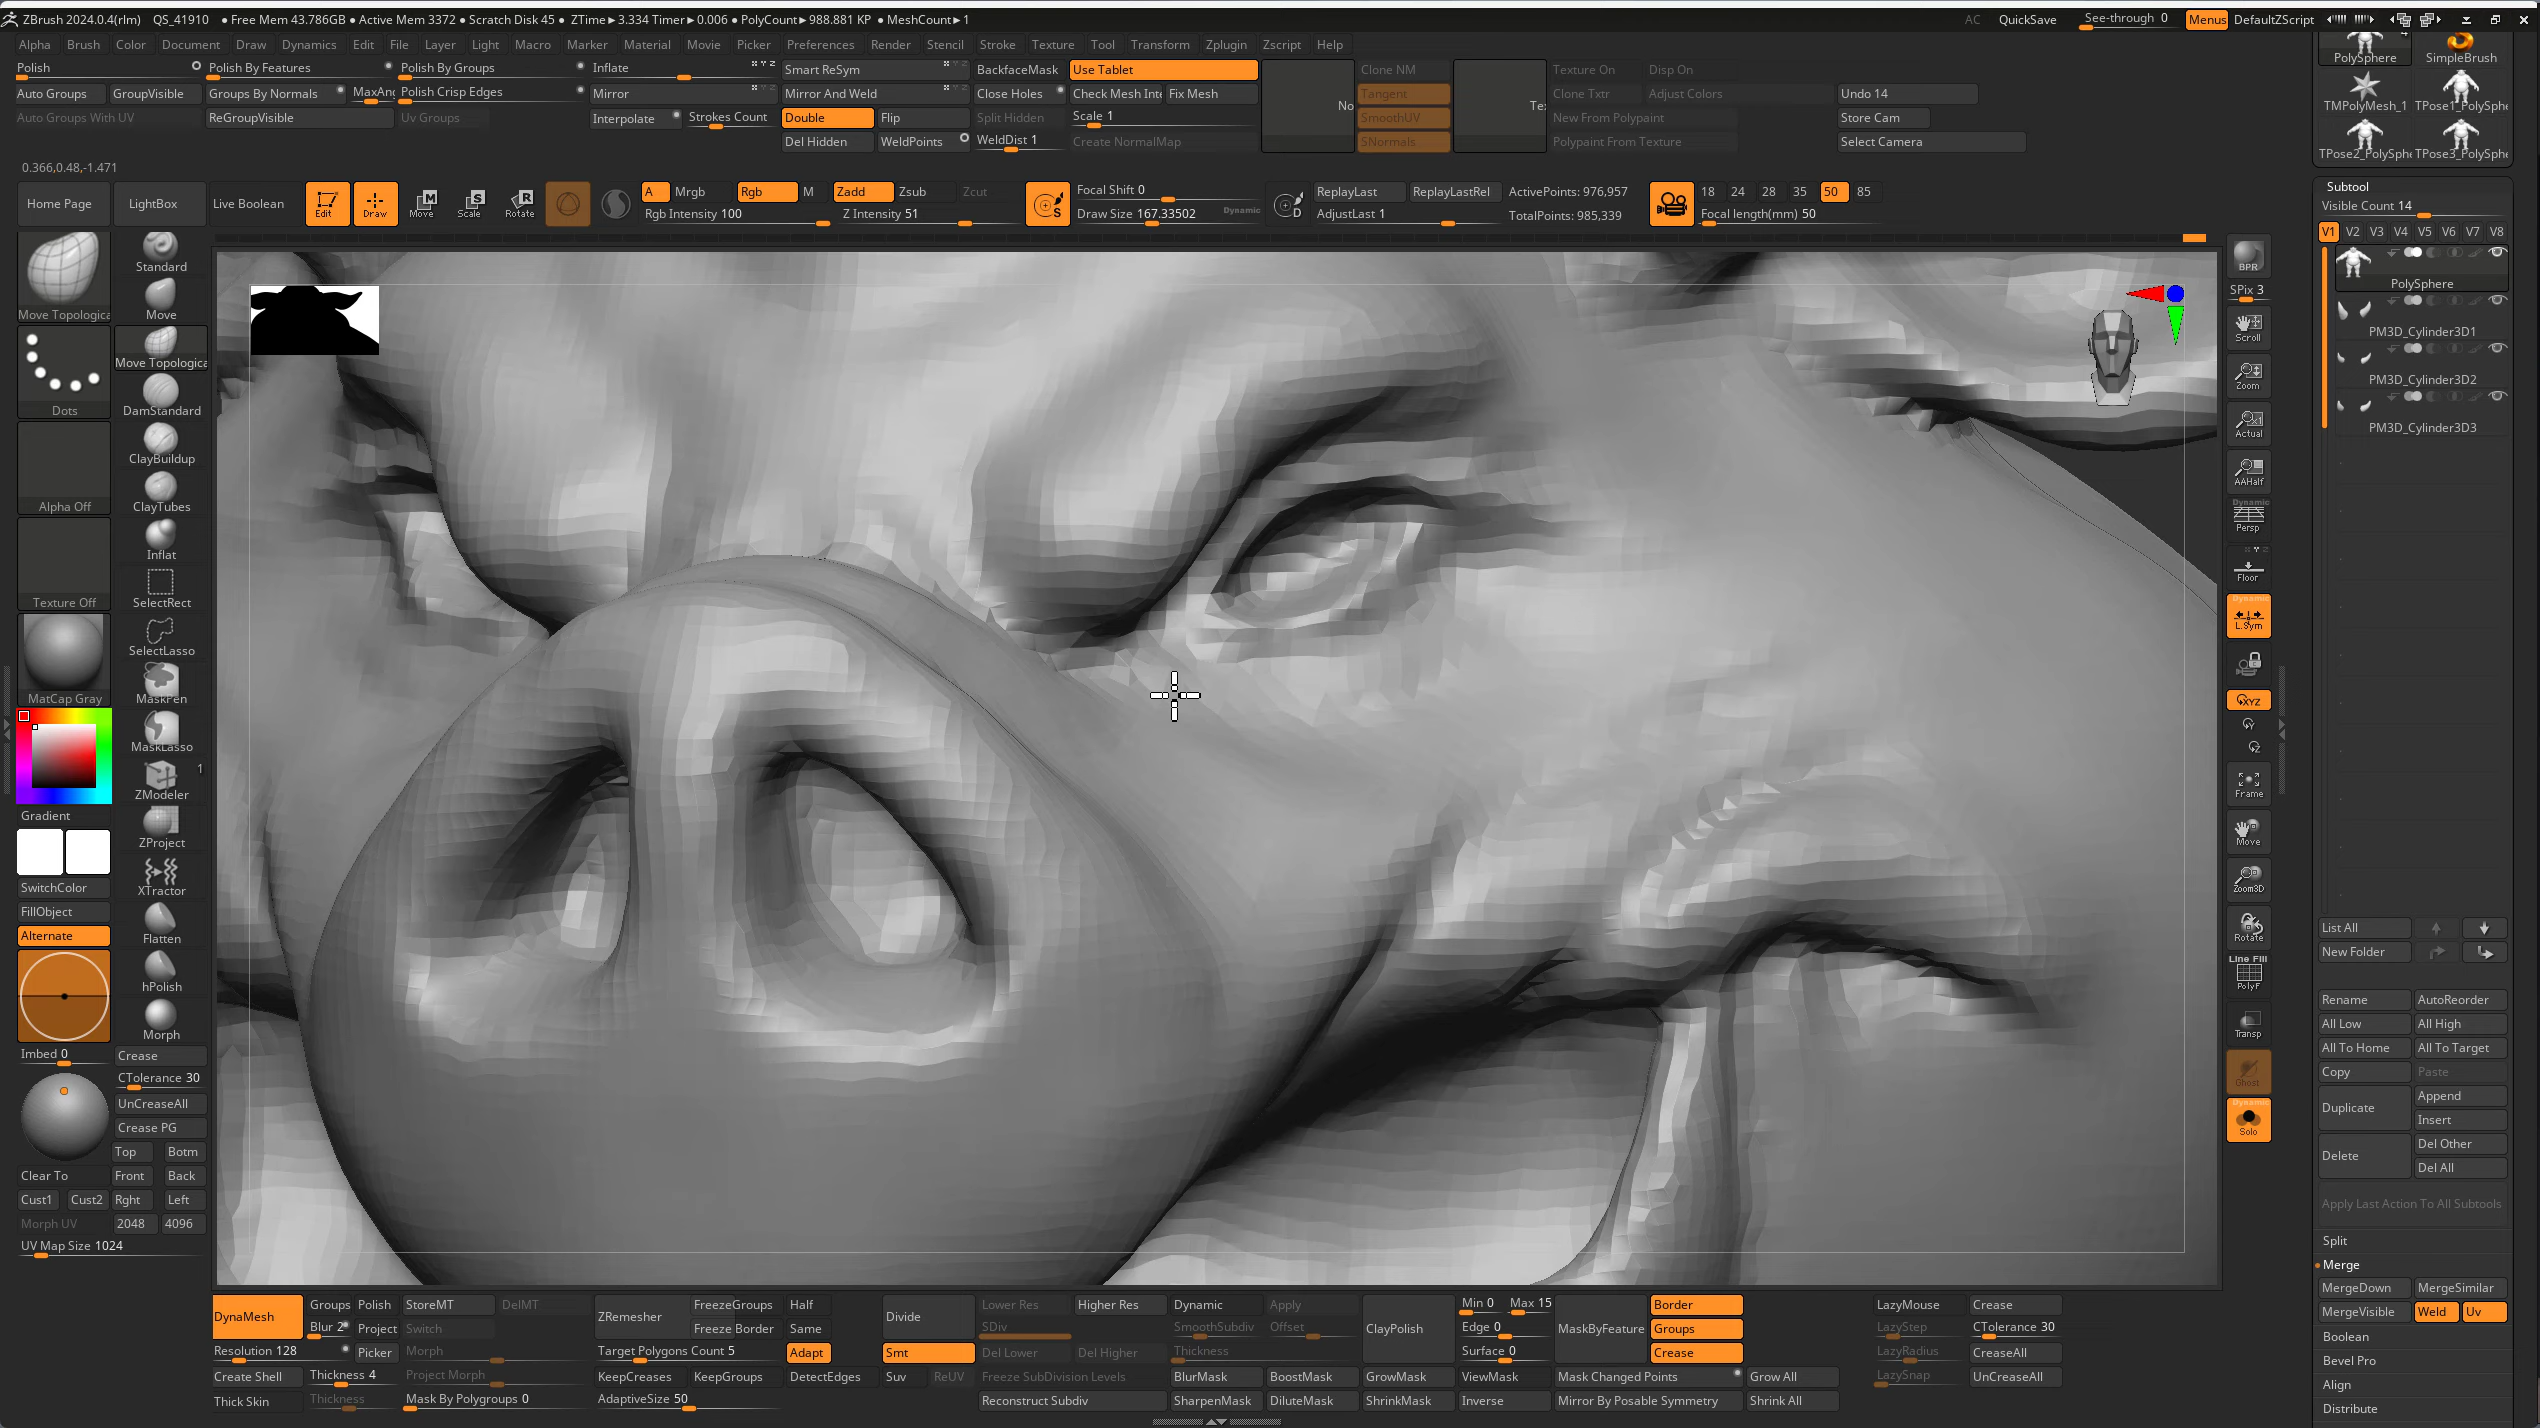 ZBrush 2024.0.4(rlm) QS_41910 ● Free Mem 43.786GB ● Active Mem 3372 ● Scratch Disk 45 ● ZTime►3.334 Timer►0.006 ● PolyCount►988.881 KP ● MeshCount►1 AC QuickSave See-through 0 Menus DefaultZScript
Alpha Brush Color Document Draw Dynamics Edit File Layer Light Macro Marker Material Movie Picker Preferences Render Stencil Stroke Texture Tool Transform Zplugin Zscript Help
Polish Polish By Features Polish By Groups Inflate Smart ReSym BackfaceMask Use Tablet Clone NM Texture On Disp On
Auto Groups GroupVisible Groups By Normals MaxAn Polish Crisp Edges Mirror Mirror And Weld Close Holes Check Mesh Int Fix Mesh Tangent Clone Txtr Adjust Colors Undo 14
Auto Groups With UV ReGroupVisible Uv Groups Interpolate Strokes Count Double Flip Split Hidden Scale 1 SmoothUV New From Polypaint Store Cam
Del Hidden WeldPoints WeldDist 1 Create NormalMap SNormals Polypaint From Texture Select Camera
No Te
0.366,0.48,-1.471
Home Page LightBox Live Boolean Edit Draw Move Scale Rotate A Mrgb Rgb M Zadd Zsub Zcut Focal Shift 0 ReplayLast ReplayLastRel ActivePoints: 976,957 18 24 28 35 50 85
Rgb Intensity 100 Z Intensity 51 Draw Size 167.33502 Dynamic AdjustLast 1 TotalPoints: 985,339 Focal length(mm) 50
Move Topologica
Dots
Alpha Off
Texture Off
MatCap Gray
Gradient
SwitchColor
FillObject
Alternate
Imbed 0
Standard
Move
Move Topologica
DamStandard
ClayBuildup
ClayTubes
Inflat
SelectRect
SelectLasso
MaskPen
MaskLasso
1
ZModeler
ZProject
XTractor
Flatten
hPolish
Morph
Crease
CTolerance 30
UnCreaseAll
Crease PG
Top Botm
Clear To Front Back
Cust1 Cust2 Rght Left
Morph UV 2048 4096
UV Map Size 1024
BPR
SPix 3
Scroll
Zoom
Actual
AAHalf
Dynamic
Persp
Floor
Dynamic
L.Sym
XYZ
Y
Z
Frame
Move
Zoom3D
Rotate
Line Fill
PolyF
Transp
Ghost
Dynamic
Solo
4
PolySphere SimpleBrush
TMPolyMesh_1 TPose1_PolySphe
TPose2_PolySphe TPose3_PolySphe
Subtool
Visible Count 14
V1 V2 V3 V4 V5 V6 V7 V8
PolySphere
PM3D_Cylinder3D1
PM3D_Cylinder3D2
PM3D_Cylinder3D3
List All
New Folder
Rename AutoReorder
All Low All High
All To Home All To Target
Copy Paste
Duplicate Append
Insert
Delete Del Other
Del All
Apply Last Action To All Subtools
Split
Merge
MergeDown MergeSimilar
MergeVisible Weld Uv
Boolean
Bevel Pro
Align
Distribute
DynaMesh Groups Polish StoreMT DelMT ZRemesher FreezeGroups Half Divide Lower Res Higher Res Dynamic Apply ClayPolish Min 0 Max 15 MaskByFeature Border LazyMouse Crease
Blur 2 Project Switch Freeze Border Same SDiv SmoothSubdiv Offset Edge 0 Groups LazyStep CTolerance 30
Resolution 128 Picker Morph Target Polygons Count 5 Adapt Smt Del Lower Del Higher Thickness Surface 0 Crease LazyRadius CreaseAll
Create Shell Thickness 4 Project Morph KeepCreases KeepGroups DetectEdges Suv ReUV Freeze SubDivision Levels BlurMask BoostMask GrowMask ViewMask Mask Changed Points Grow All LazySnap UnCreaseAll
Thick Skin Thickness Mask By Polygroups 0 AdaptiveSize 50 Reconstruct Subdiv SharpenMask DiluteMask ShrinkMask Inverse Mirror By Posable Symmetry Shrink All